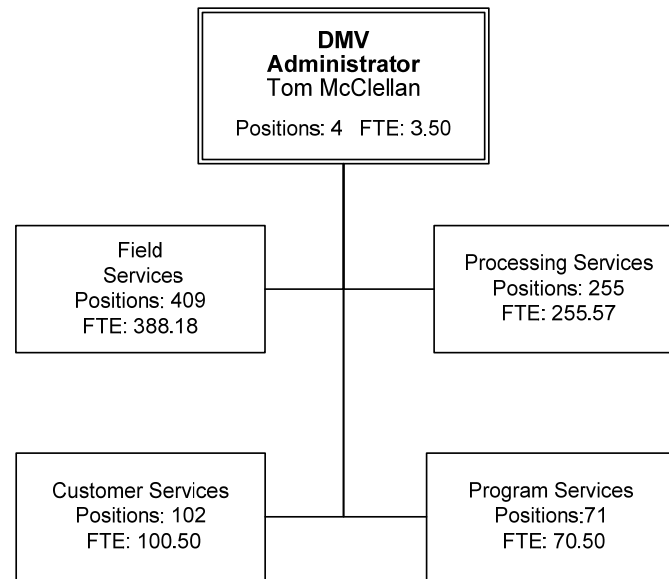 DMV
Administrator
Tom McClellan
Positions: 4 FTE: 3.50
Field
Services
Positions: 409
FTE: 388.18
Processing Services
Positions: 255
FTE: 255.57
Customer Services
Positions: 102
FTE: 100.50
Program Services
Positions:71
FTE: 70.50